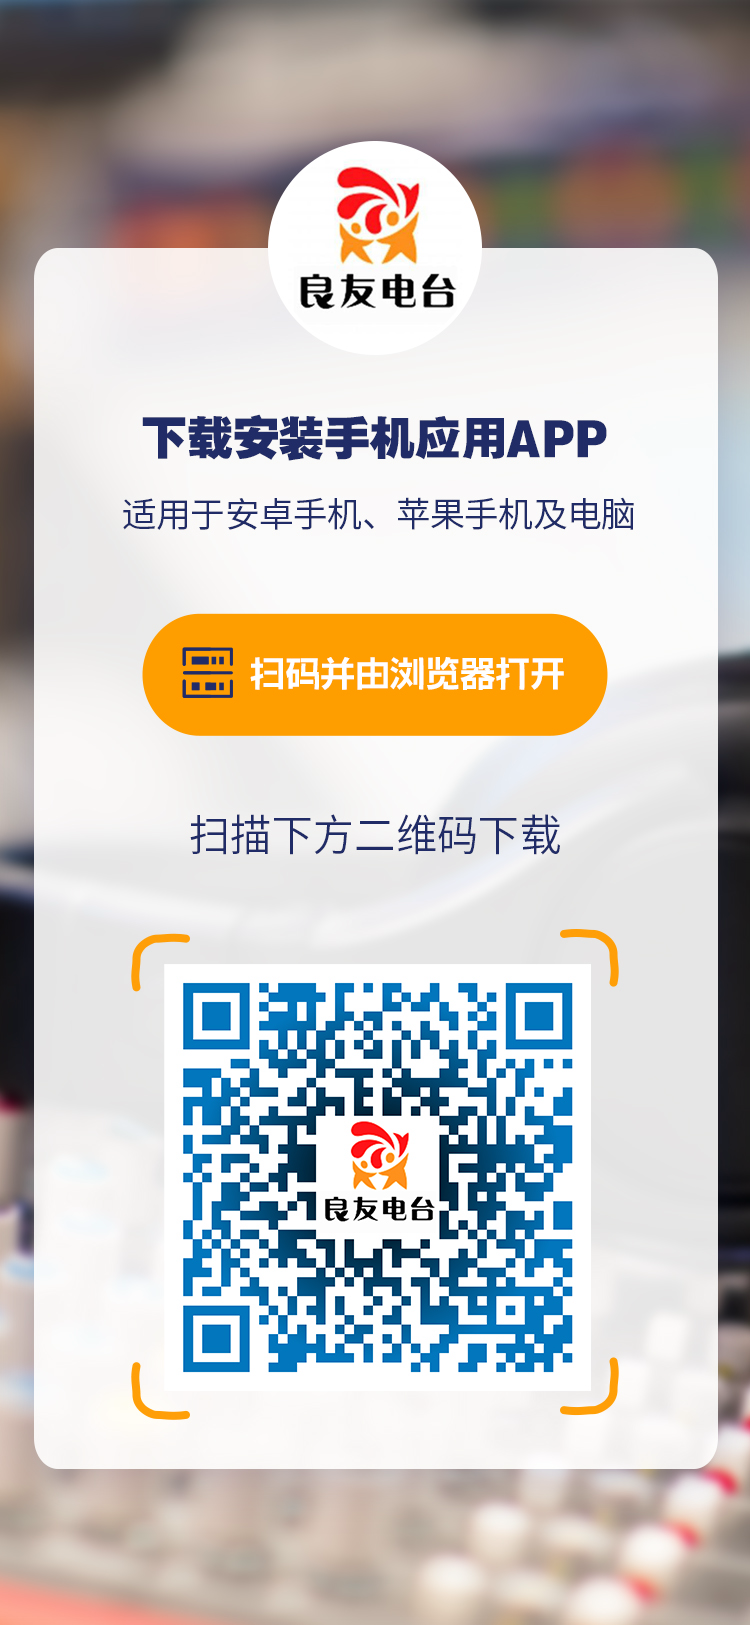 良友电台
下载安装手机应用APP
适用于安卓手机、苹果手机及电脑
扫码并由浏览器打开
扫描下方二维码下载
良友电台